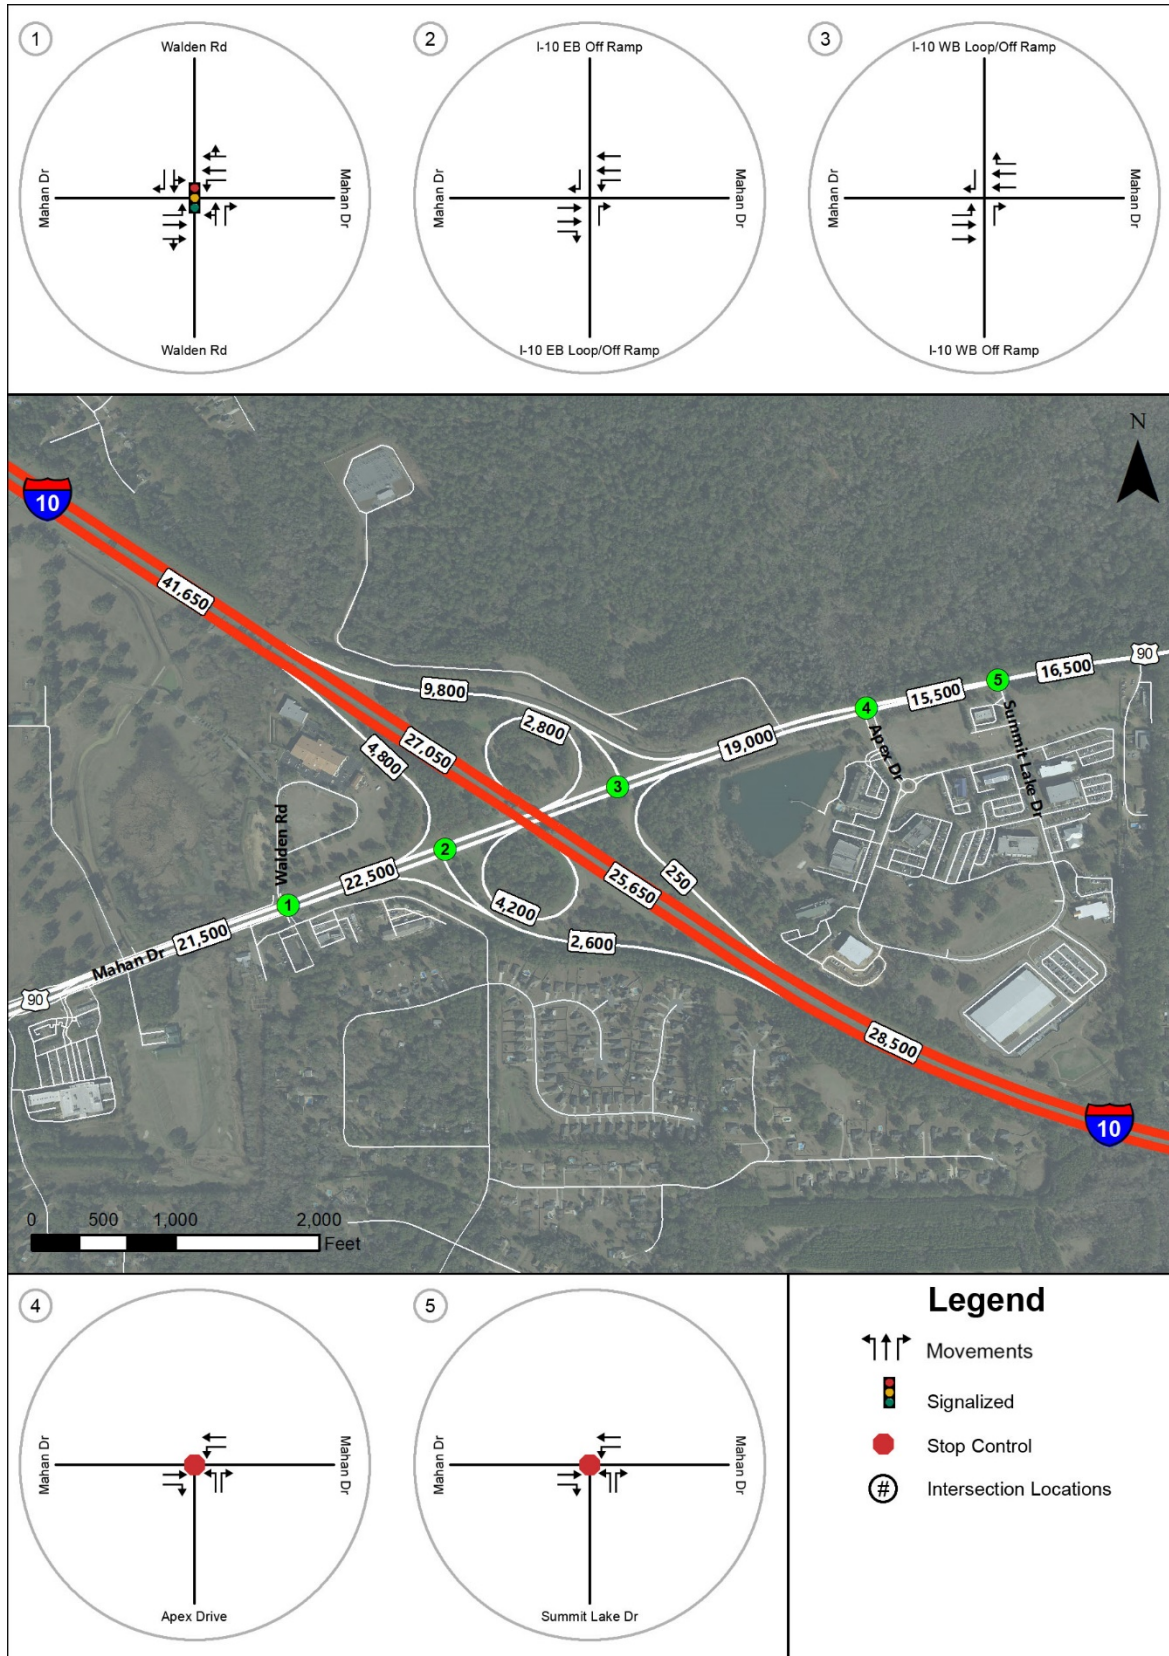 1
Walden Rd
Mahan Dr
Mahan Dr
Walden Rd
2
I-10 EB Off Ramp
Mahan Dr
Mahan Dr
I-10 EB Loop/Off Ramp
3
I-10 WB Loop/Off Ramp
Mahan Dr
Mahan Dr
I-10 WB Off Ramp
N
10
41,650
9,800
2,800
4,800
27,050
19,000
15,500
16,500
90
5
4
3
2
1
Apex Dr
Summit Lake Dr
Walden Rd
22,500
21,500
Mahan Dr
90
4,200
25,650
250
2,600
28,500
10
0 500 1,000 2,000
Feet
4
Mahan Dr
Mahan Dr
Apex Drive
5
Mahan Dr
Mahan Dr
Summit Lake Dr
Legend
Movements
Signalized
Stop Control
# Intersection Locations